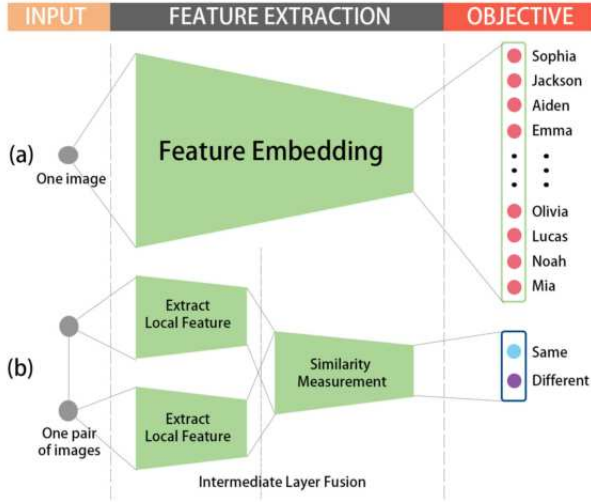 INPUT
FEATURE EXTRACTION
OBJECTIVE
(a)
One image
Feature Embedding
Sophia
Jackson
Aiden
Emma
Olivia
Lucas
Noah
Mia
(b)
One pair
of images
Extract
Local Feature
Extract
Local Feature
Similarity
Measurement
Same
Different
Intermediate Layer Fusion